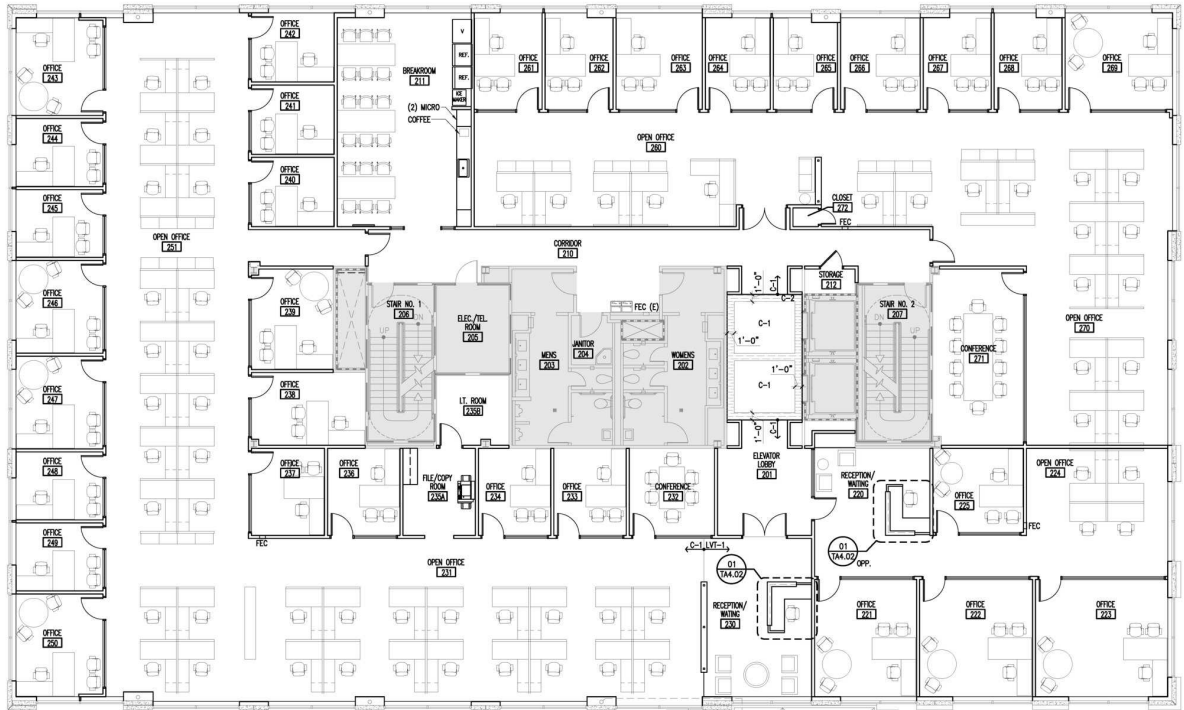 OFFICE
242
BREAKROOM
211
V
REF.
REF.
ICE
MAKER
(2) MICRO
COFFEE
OFFICE
261
OFFICE
262
OFFICE
263
OFFICE
264
OFFICE
265
OFFICE
266
OFFICE
267
OFFICE
268
OFFICE
269
OFFICE
243
OFFICE
241
OFFICE
244
OFFICE
240
OPEN OFFICE
260
OFFICE
245
OPEN OFFICE
251
CLOSET
272
FEC
CORRIDOR
210
OFFICE
246
OFFICE
239
STAIR NO. 1
206
DN
UP
ELEC./TEL.
ROOM
205
MENS
203
JANITOR
204
FEC (E)
WOMENS
202
1'-0"
C-1
C-2
C-1
1'-0"
1'-0"
C-1
1'-0"
C-1
STORAGE
212
STAIR NO. 2
207
DN
UP
CONFERENCE
271
OPEN OFFICE
270
OFFICE
247
OFFICE
238
I.T. ROOM
235B
OFFICE
248
OFFICE
237
OFFICE
236
FILE/COPY
ROOM
235A
OFFICE
234
OFFICE
233
CONFERENCE
232
ELEVATOR
LOBBY
201
RECEPTION/
WAITING
220
OFFICE
225
OPEN OFFICE
224
FEC
OFFICE
249
FEC
OPEN OFFICE
231
C-1
LVT-1
01
TA4.02
01
TA4.02
OPP.
OFFICE
250
RECEPTION/
WATING
230
OFFICE
221
OFFICE
222
OFFICE
223